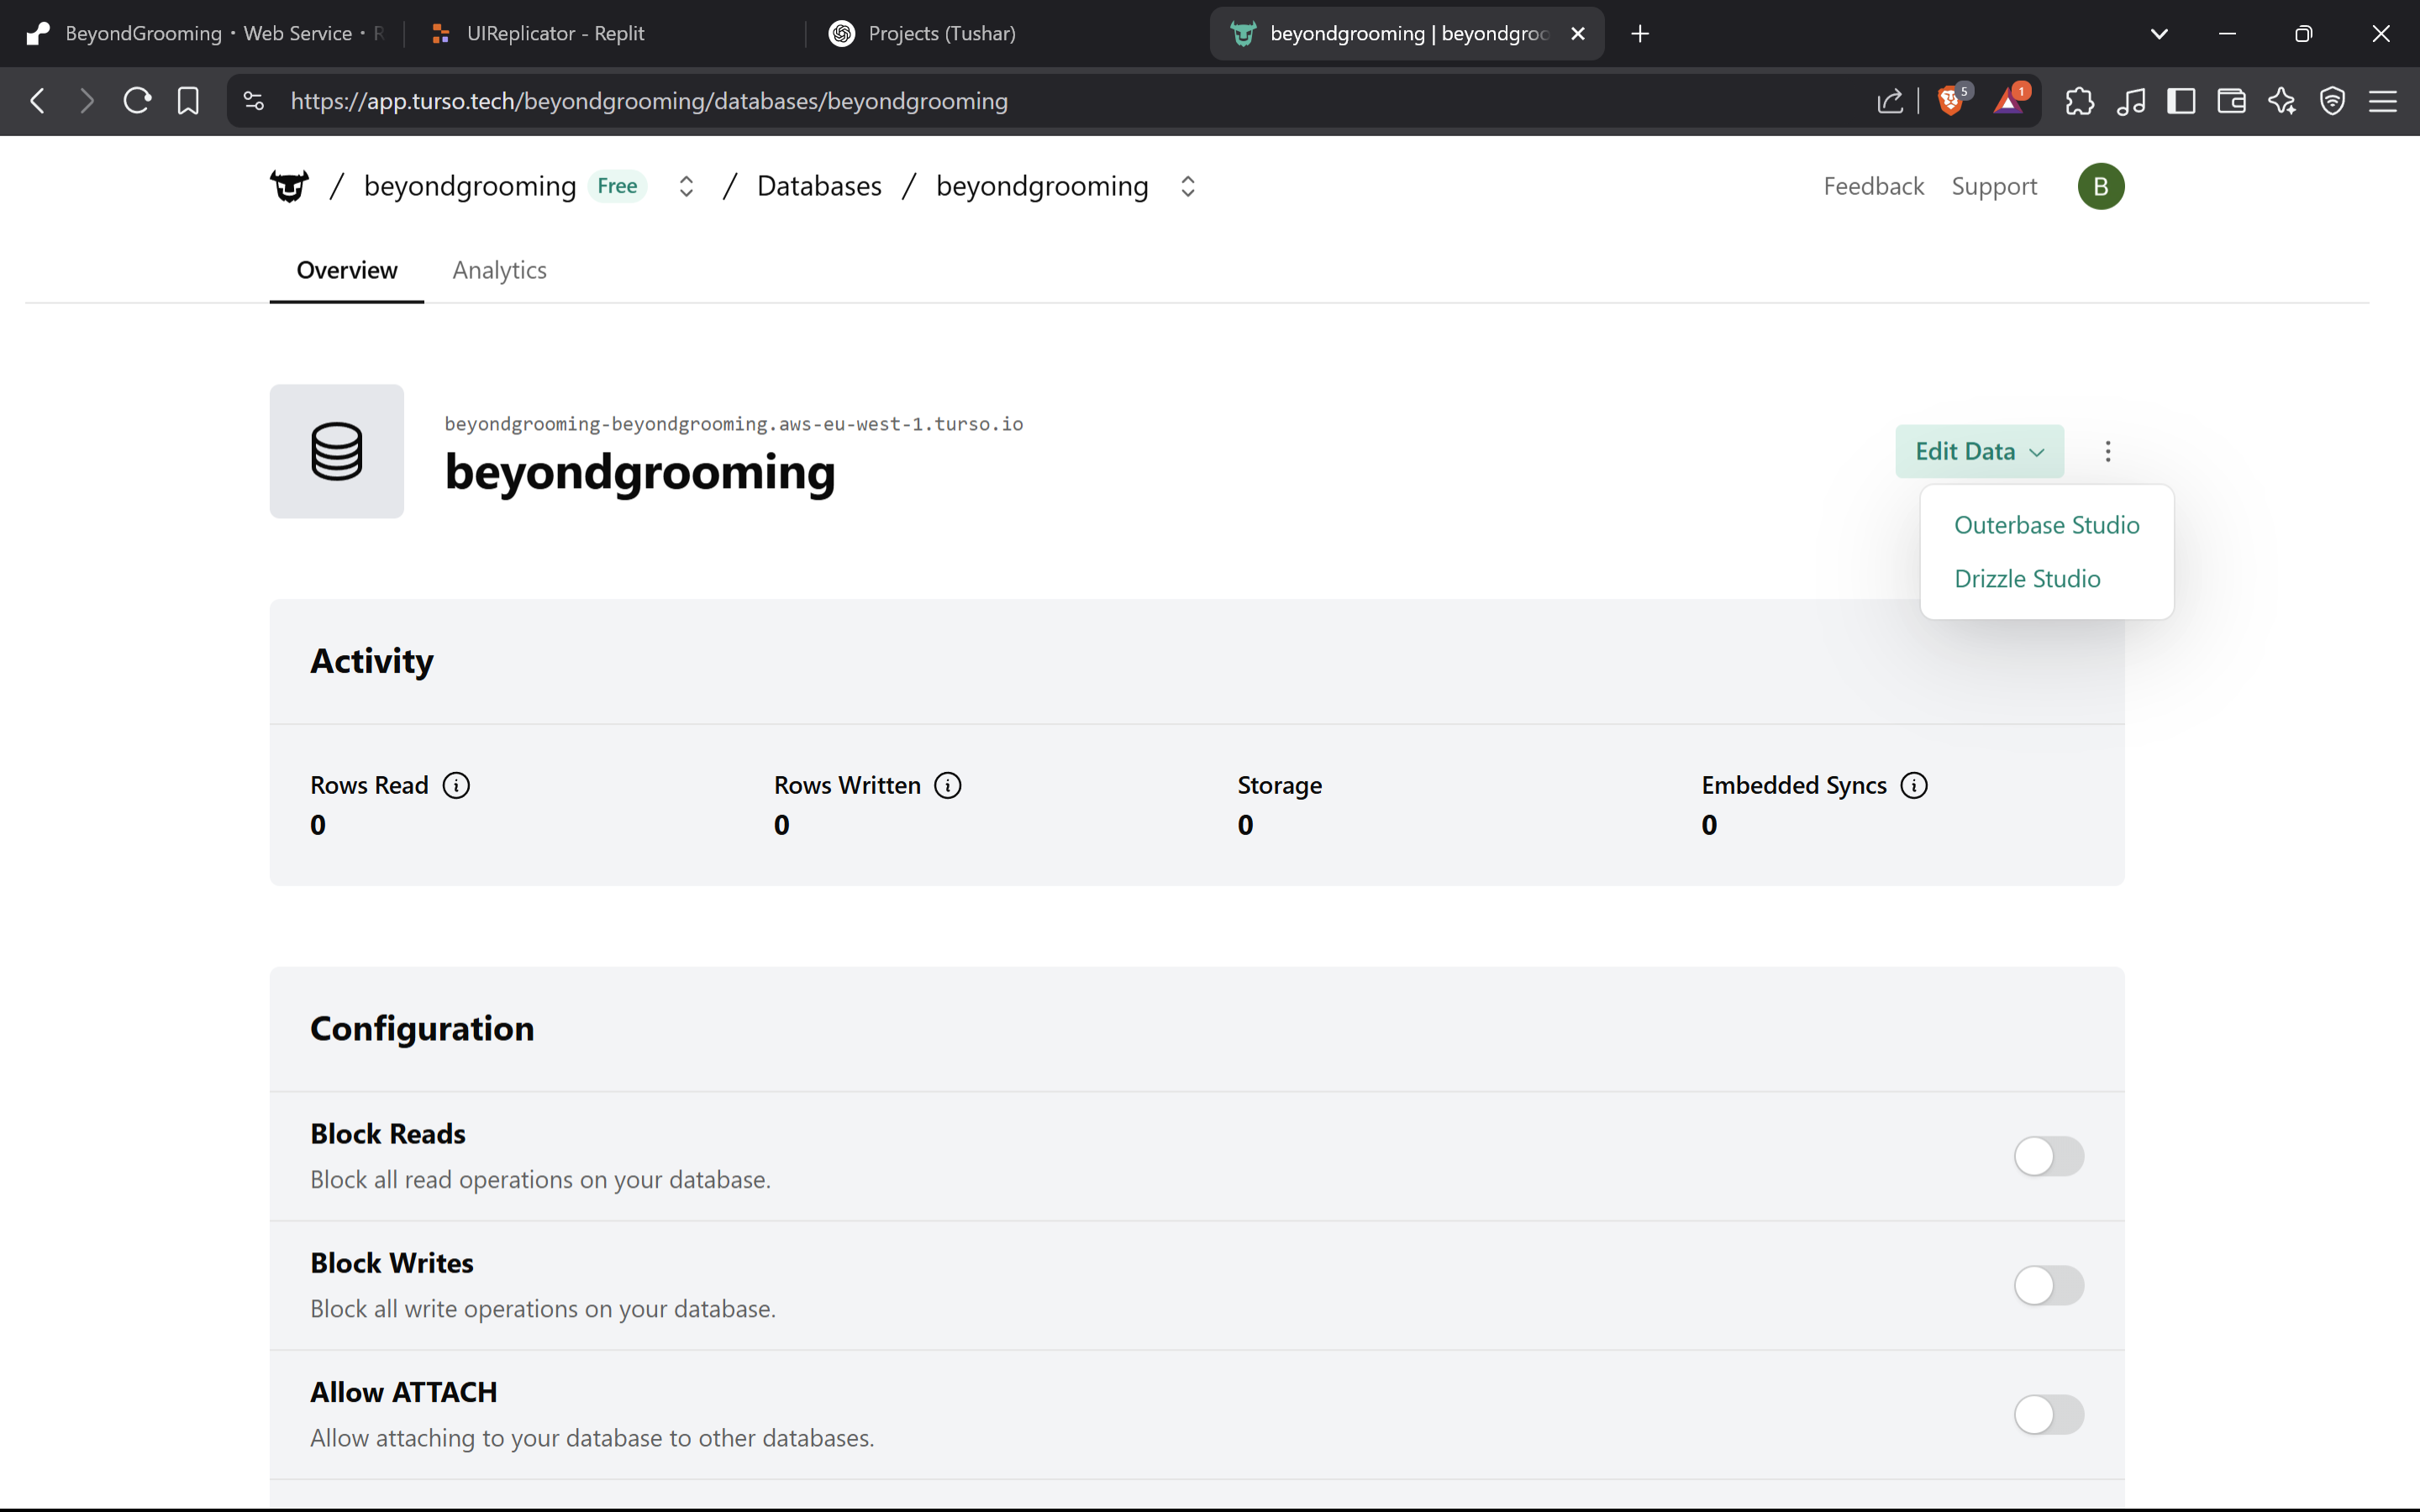 BeyondGrooming · Web Service · R
UIReplicator - Replit
Projects (Tushar)
beyondgrooming | beyondgroo
https://app.turso.tech/beyondgrooming/databases/beyondgrooming
5
1
/ beyondgrooming Free / Databases / beyondgrooming
Feedback Support B
Overview Analytics
beyondgrooming-beyondgrooming.aws-eu-west-1.turso.io
beyondgrooming
Edit Data
Outerbase Studio
Drizzle Studio
Activity
Rows Read Rows Written Storage Embedded Syncs
0 0 0 0
Configuration
Block Reads
Block all read operations on your database.
Block Writes
Block all write operations on your database.
Allow ATTACH
Allow attaching to your database to other databases.